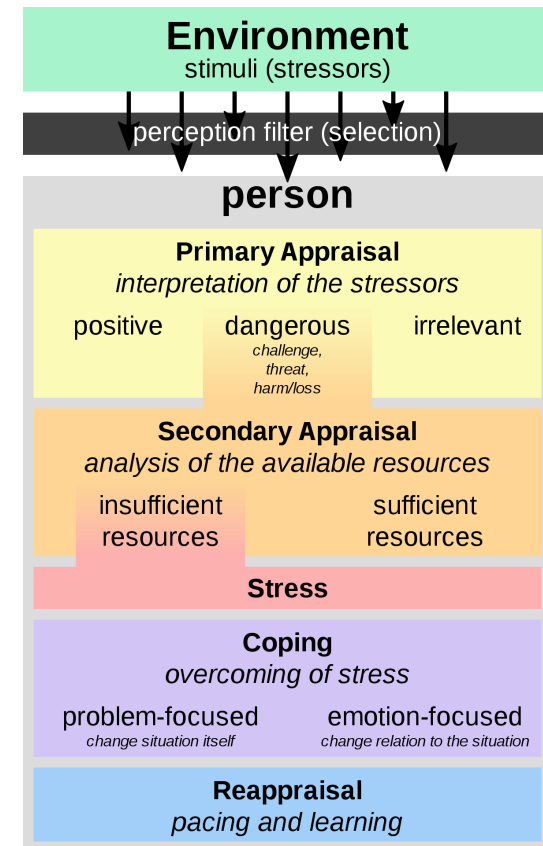 Environment
stimuli (stressors)
perception filter (selection)
person
Primary Appraisal
interpretation of the stressors
positive
dangerous
irrelevant
challenge,
threat,
harm/loss
Secondary Appraisal
analysis of the available resources
insufficient
resources
sufficient
resources
Stress
Coping
overcoming of stress
problem-focused
change situation itself
emotion-focused
change relation to the situation
Reappraisal
pacing and learning